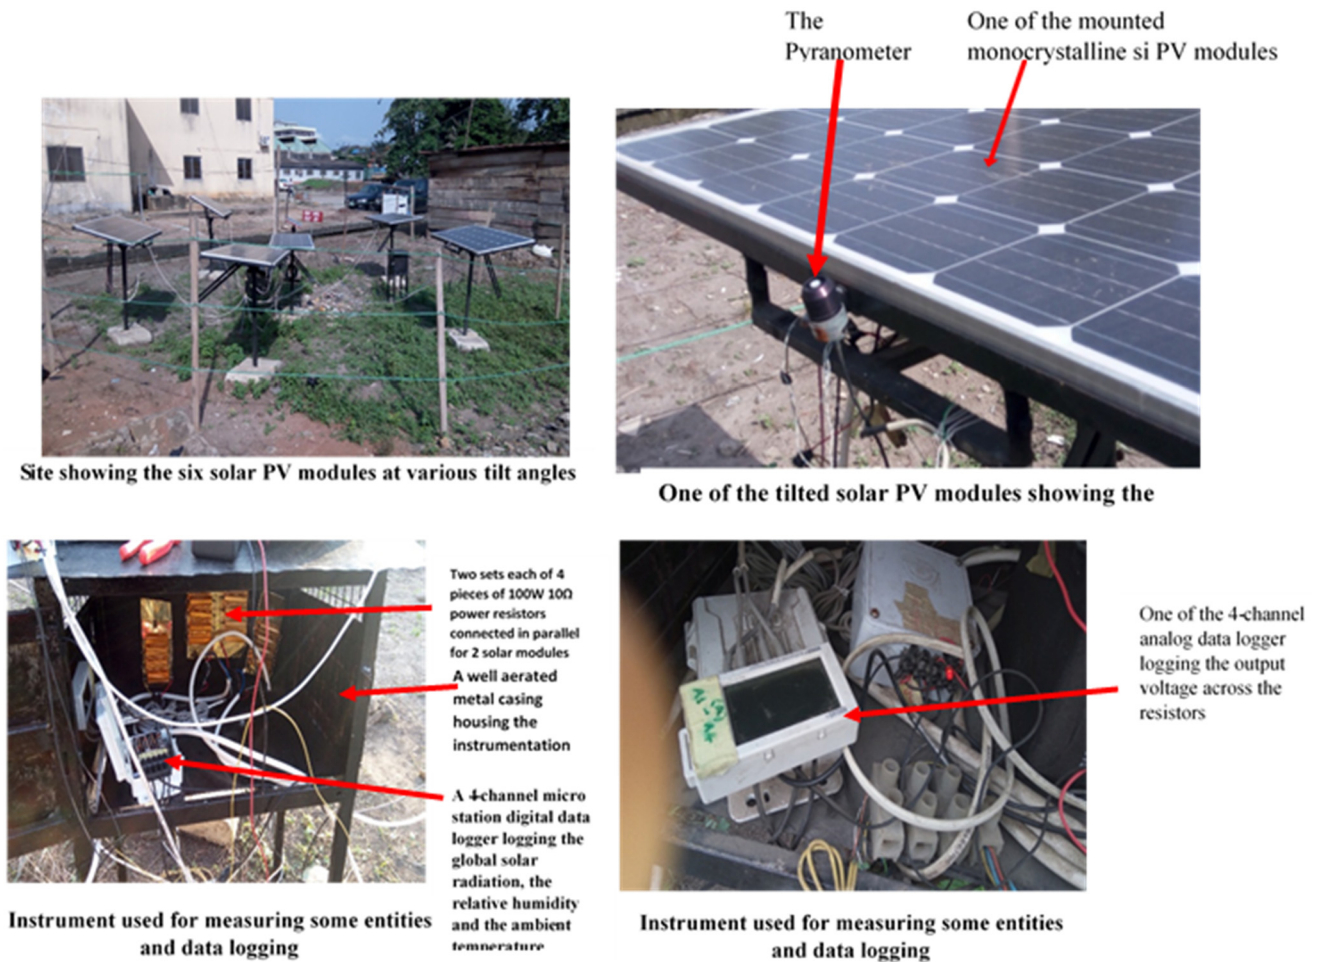 The
Pyranometer
One of the mounted
monocrystalline si PV modules
Site showing the six solar PV modules at various tilt angles
One of the tilted solar PV modules showing the
Two sets each of 4
pieces of 100W 10Ω
power resistors
connected in parallel
for 2 solar modules
A well aerated
metal casing
housing the
instrumentation
A 4-channel micro
station digital data
logger logging the
global solar
radiation, the
relative humidity
and the ambient
temperature
Instrument used for measuring some entities
and data logging
One of the 4-channel
analog data logger
logging the output
voltage across the
resistors
Instrument used for measuring some entities
and data logging